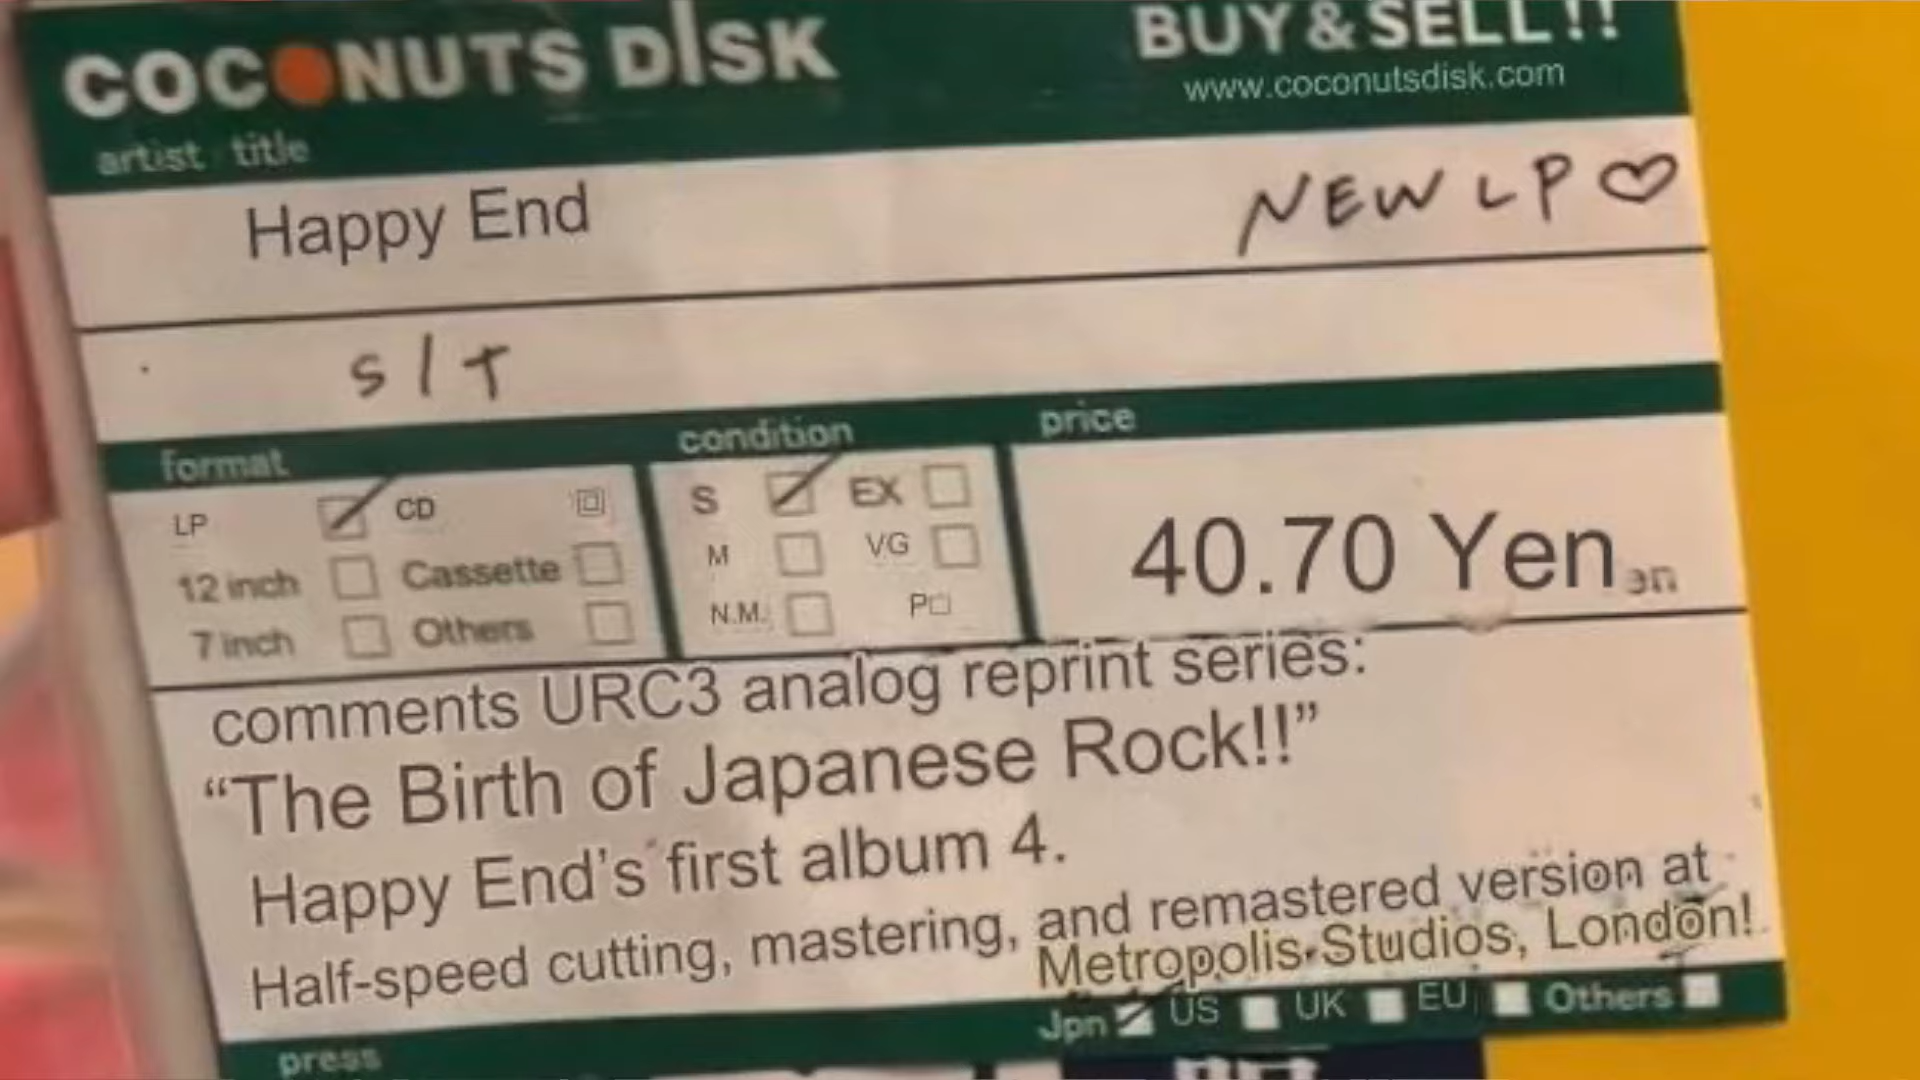 COCONUTS DISK
BUY & SELL!!
www.coconutsdisk.com
artist title
Happy End
NEW LP♡
S/T
format
condition
price
LP CD
12 inch Cassette
7 inch Others
S EX
M VG
N.M. P
40.70 Yen
en
comments URC3 analog reprint series:
“The Birth of Japanese Rock!!”
Happy End’s first album 4.
Half-speed cutting, mastering, and remastered version at
Metropolis Studios, London!
Jpn US UK EU Others
press